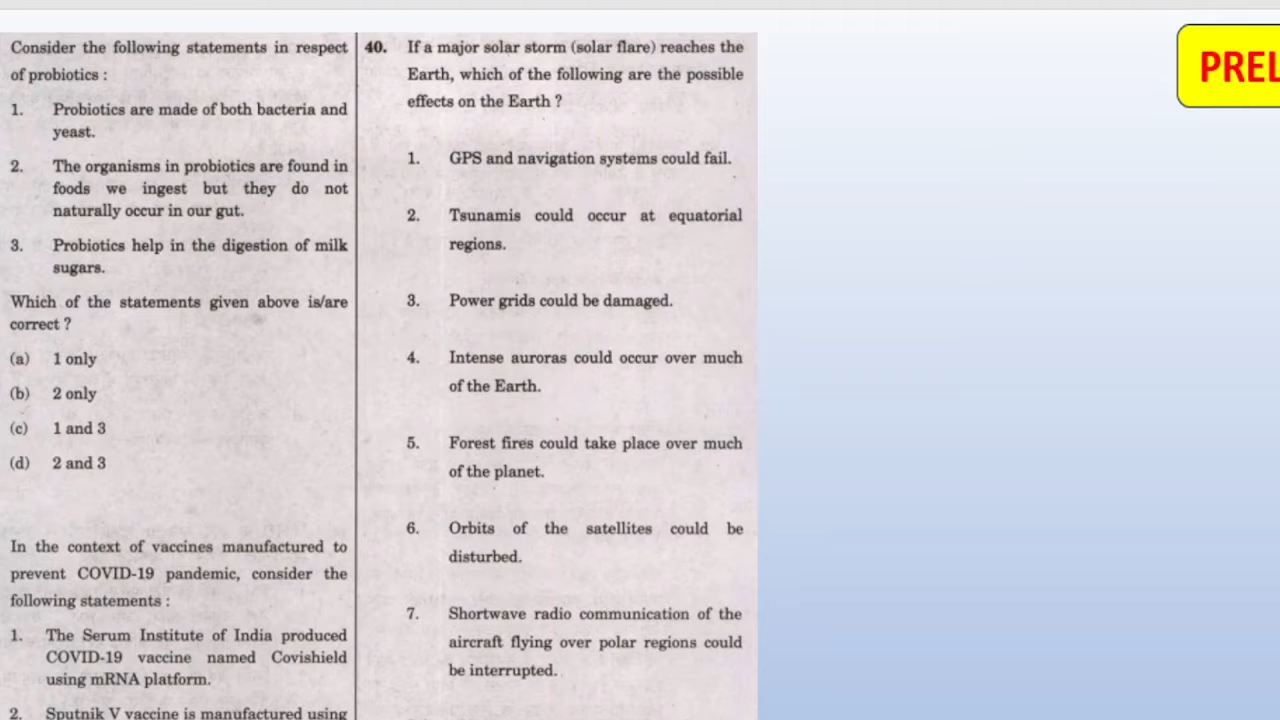 Consider the following statements in respect
of probiotics :
1. Probiotics are made of both bacteria and
yeast.
2. The organisms in probiotics are found in
foods we ingest but they do not
naturally occur in our gut.
3. Probiotics help in the digestion of milk
sugars.
Which of the statements given above is/are
correct ?
(a) 1 only
(b) 2 only
(c) 1 and 3
(d) 2 and 3
In the context of vaccines manufactured to
prevent COVID-19 pandemic, consider the
following statements :
1. The Serum Institute of India produced
COVID-19 vaccine named Covishield
using mRNA platform.
2. Sputnik V vaccine is manufactured using
40. If a major solar storm (solar flare) reaches the
Earth, which of the following are the possible
effects on the Earth ?
1. GPS and navigation systems could fail.
2. Tsunamis could occur at equatorial
regions.
3. Power grids could be damaged.
4. Intense auroras could occur over much
of the Earth.
5. Forest fires could take place over much
of the planet.
6. Orbits of the satellites could be
disturbed.
7. Shortwave radio communication of the
aircraft flying over polar regions could
be interrupted.
PREL